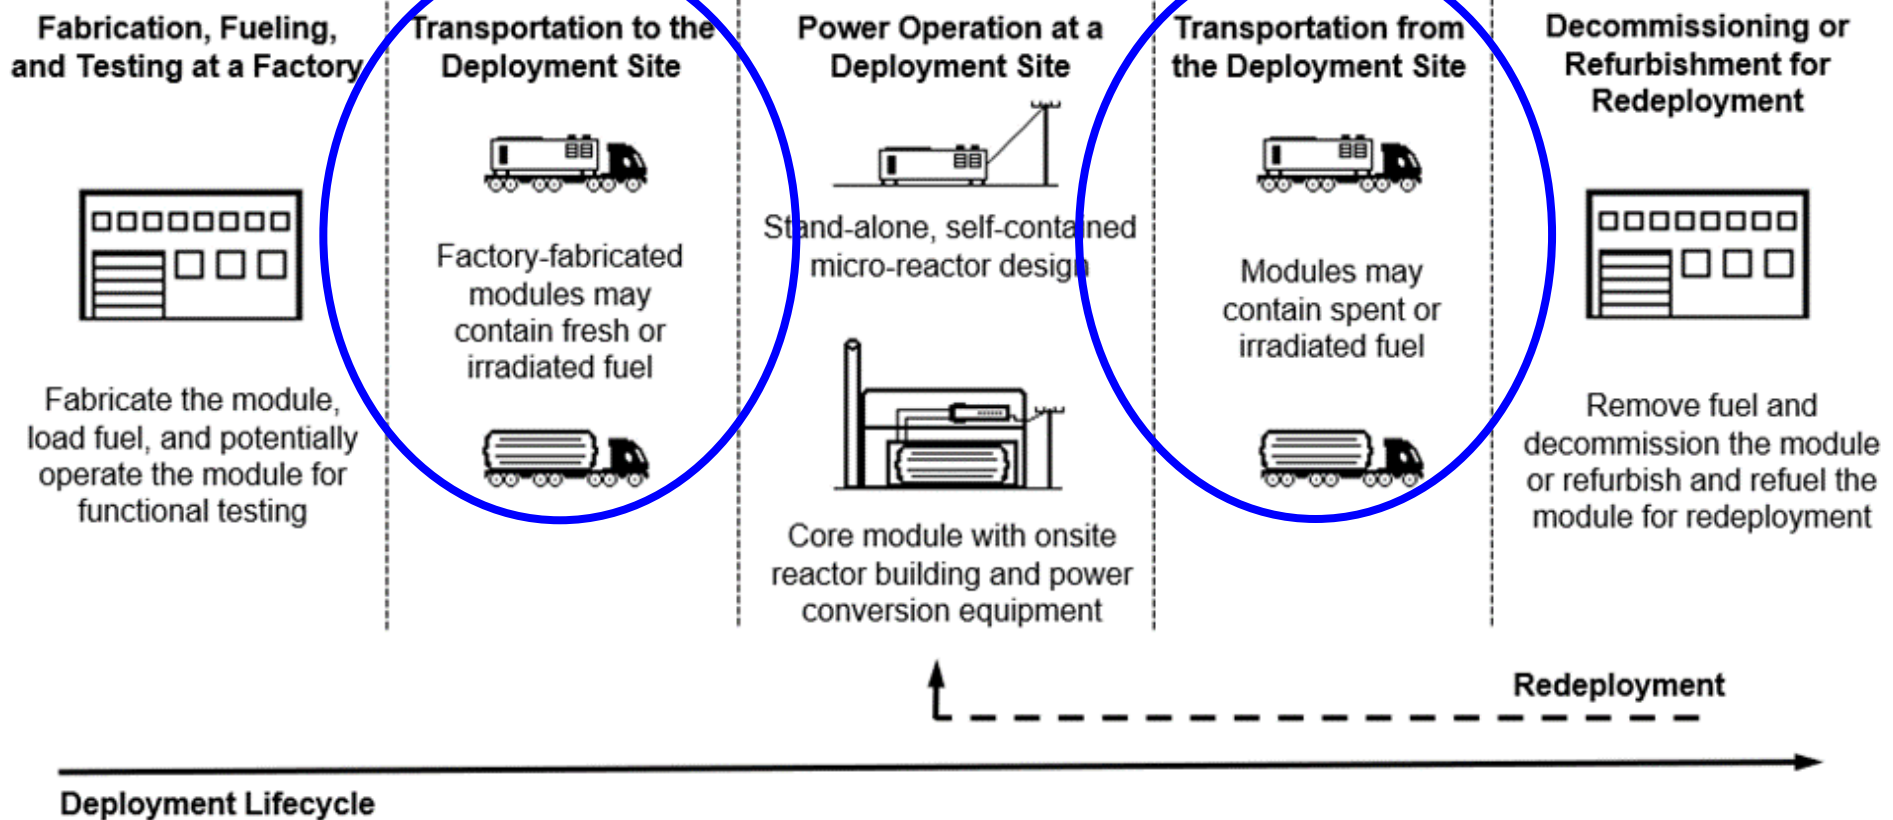 Fabrication, Fueling,
and Testing at a Factory
Fabricate the module,
load fuel, and potentially
operate the module for
functional testing
Transportation to the
Deployment Site
Factory-fabricated
modules may
contain fresh or
irradiated fuel
Power Operation at a
Deployment Site
Stand-alone, self-contained
micro-reactor design
Core module with onsite
reactor building and power
conversion equipment
Transportation from
the Deployment Site
Modules may
contain spent or
irradiated fuel
Decommissioning or
Refurbishment for
Redeployment
Remove fuel and
decommission the module
or refurbish and refuel the
module for redeployment
Redeployment
Deployment Lifecycle